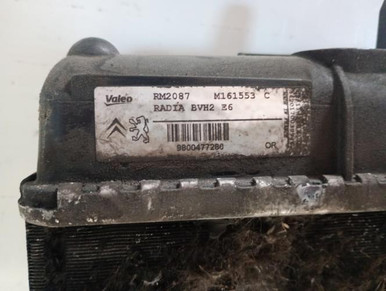 Valeo
RM2087 M161553 C
RADIA BVH2 E6
9800477280 OR